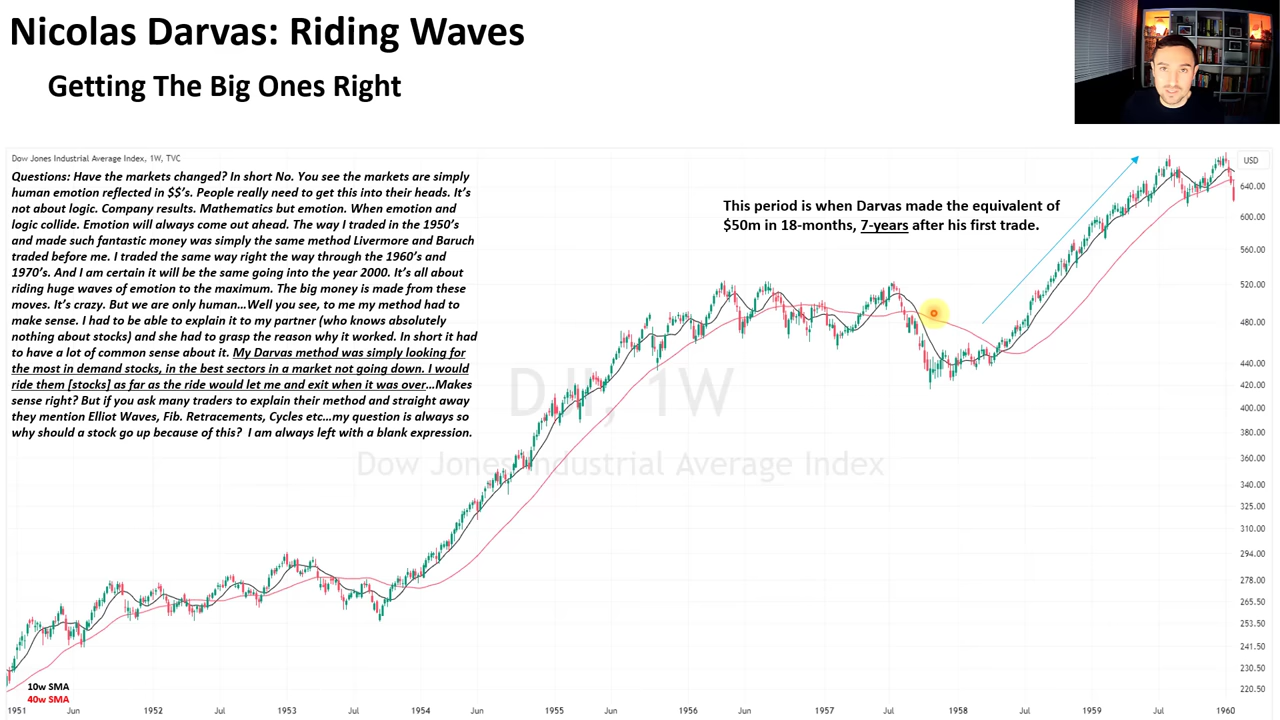 Nicolas Darvas: Riding Waves
Getting The Big Ones Right
Dow Jones Industrial Average Index, 1W, TVC
Questions: Have the markets changed? In short No. You see the markets are simply
human emotion reflected in $$'s. People really need to get this into their heads. It's
not about logic. Company results. Mathematics but emotion. When emotion and
logic collide. Emotion will always come out ahead. The way I traded in the 1950's
and made such fantastic money was simply the same method Livermore and Baruch
traded before me. I traded the same way right the way through the 1960's and
1970's. And I am certain it will be the same going into the year 2000. It's all about
riding huge waves of emotion to the maximum. The big money is made from these
moves. It's crazy. But we are only human…Well you see, to me my method had to
make sense. I had to be able to explain it to my partner (who knows absolutely
nothing about stocks) and she had to grasp the reason why it worked. In short it had
to have a lot of common sense about it. My Darvas method was simply looking for
the most in demand stocks, in the best sectors in a market not going down. I would
ride them [stocks] as far as the ride would let me and exit when it was over…Makes
sense right? But if you ask many traders to explain their method and straight away
they mention Elliot Waves, Fib. Retracements, Cycles etc…my question is always so
why should a stock go up because of this?  I am always left with a blank expression.
This period is when Darvas made the equivalent of
$50m in 18-months, 7-years after his first trade.
DJI, 1W
Dow Jones Industrial Average Index
USD
640.00
600.00
560.00
520.00
480.00
440.00
420.00
400.00
380.00
360.00
340.00
325.00
310.00
294.00
278.00
265.50
253.50
241.50
230.50
220.50
10w SMA
40w SMA
1951 Jun 1952 Jul 1953 Jul 1954 Jun 1955 Jun 1956 Jun 1957 Jul 1958 Jul 1959 Jul 1960